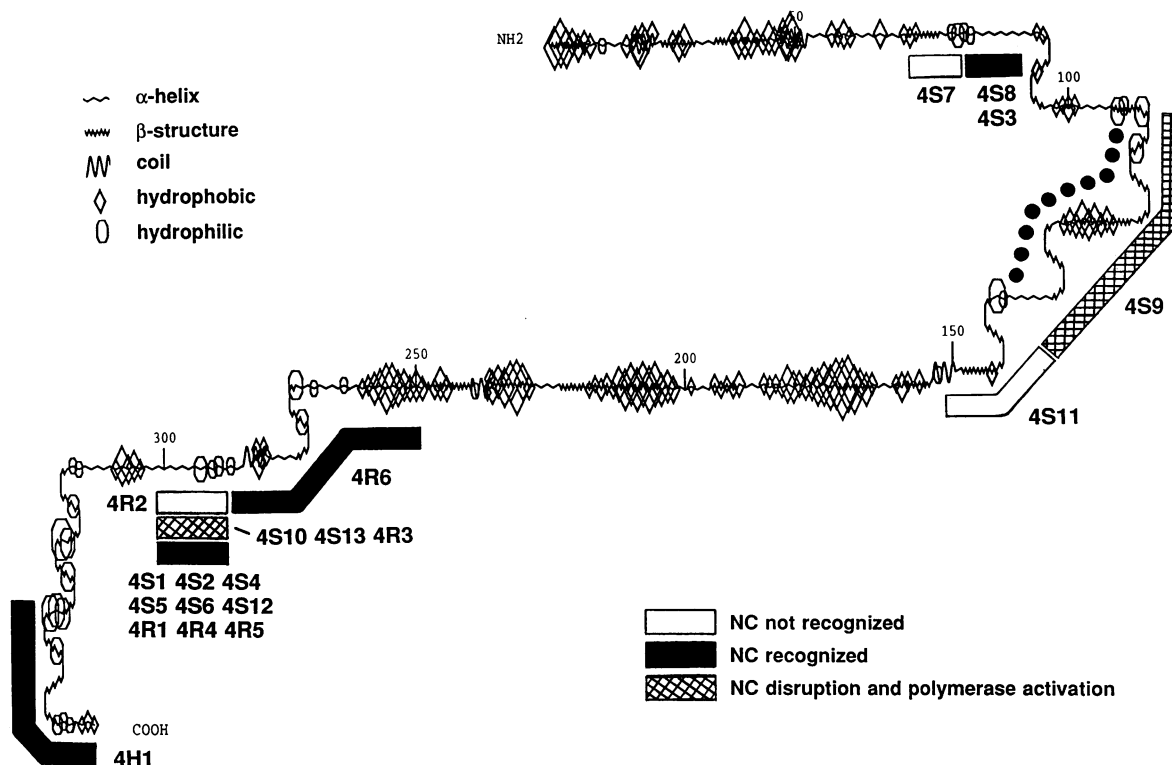 NH2
50
4S7
4S8
4S3
100
α-helix
β-structure
coil
hydrophobic
hydrophilic
4S9
150
4S11
200
250
300
4R6
4R2
4S10 4S13 4R3
4S1 4S2 4S4
4S5 4S6 4S12
4R1 4R4 4R5
NC not recognized
NC recognized
NC disruption and polymerase activation
COOH
4H1